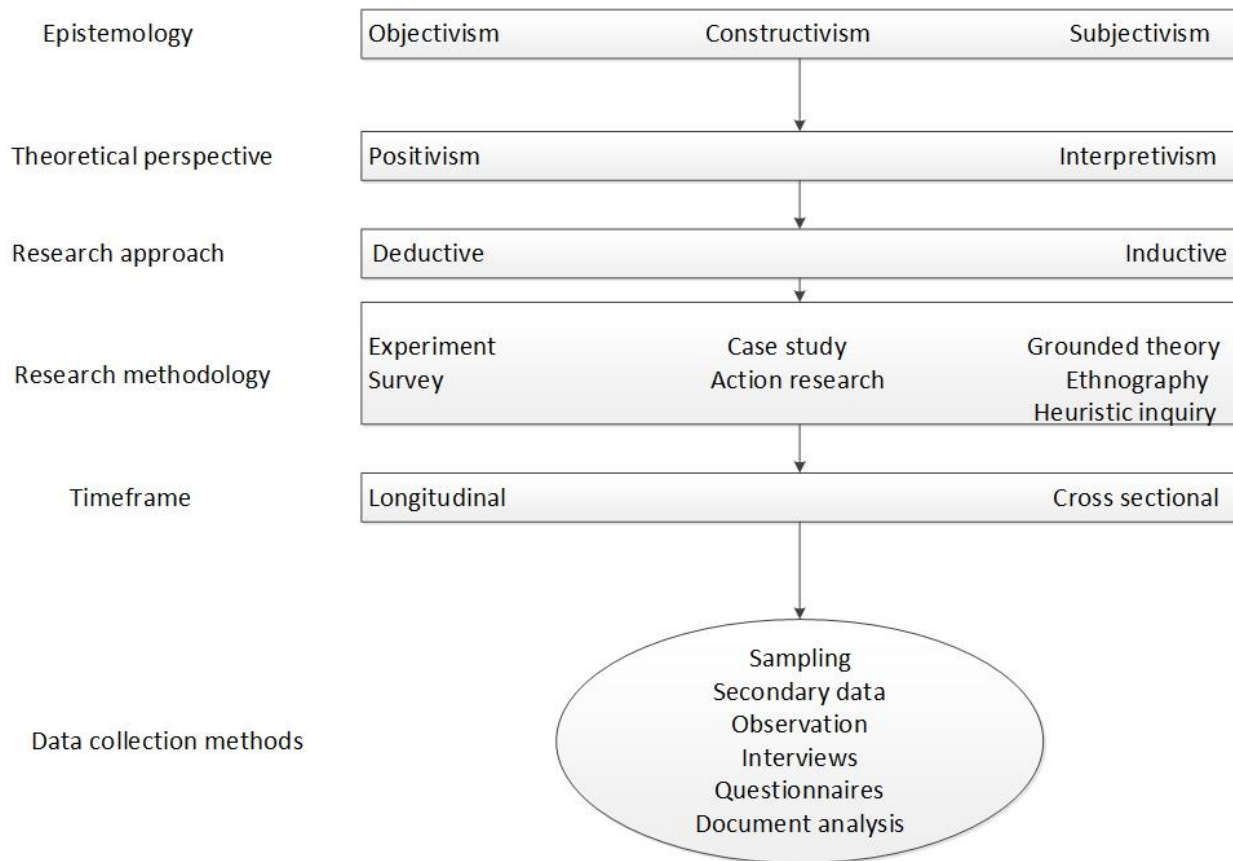 Epistemology Objectivism Constructivism Subjectivism
Theoretical perspective Positivism Interpretivism
Research approach Deductive Inductive
Experiment Case study Grounded theory
Research methodology Survey Action research Ethnography
Heuristic inquiry
Timeframe Longitudinal Cross sectional
Data collection methods
Sampling
Secondary data
Observation
Interviews
Questionnaires
Document analysis